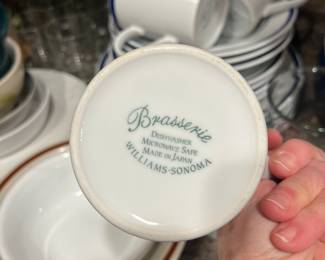 Brasserie
DISHWASHER
MICROWAVE SAFE
MADE IN JAPAN
WILLIAMS-SONOMA